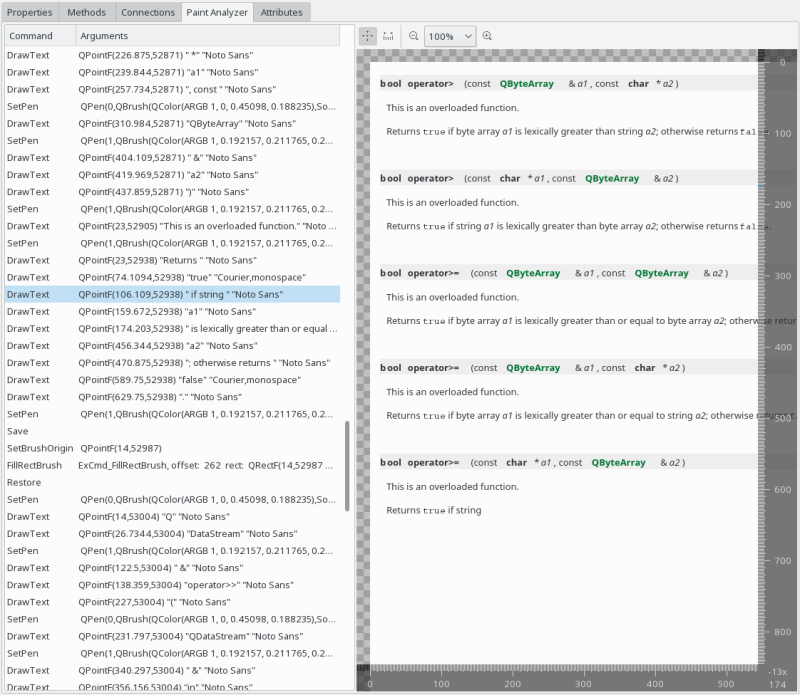 Properties Methods Connections Paint Analyzer Attributes
Command Arguments
DrawText QPointF(226.875,52871) " *" "Noto Sans"
DrawText QPointF(239.844,52871) "a1" "Noto Sans"
DrawText QPointF(257.734,52871) ", const " "Noto Sans"
SetPen QPen(0,QBrush(QColor(ARGB 1, 0, 0.45098, 0.188235),So...
DrawText QPointF(310.984,52871) "QByteArray" "Noto Sans"
SetPen QPen(1,QBrush(QColor(ARGB 1, 0.192157, 0.211765, 0.2...
DrawText QPointF(404.109,52871) " &" "Noto Sans"
DrawText QPointF(419.969,52871) "a2" "Noto Sans"
DrawText QPointF(437.859,52871) ")" "Noto Sans"
SetPen QPen(1,QBrush(QColor(ARGB 1, 0.192157, 0.211765, 0.2...
DrawText QPointF(23,52905) "This is an overloaded function." "Noto ...
SetPen QPen(1,QBrush(QColor(ARGB 1, 0.192157, 0.211765, 0.2...
DrawText QPointF(23,52938) "Returns " "Noto Sans"
DrawText QPointF(74.1094,52938) "true" "Courier,monospace"
DrawText QPointF(106.109,52938) " if string " "Noto Sans"
DrawText QPointF(159.672,52938) "a1" "Noto Sans"
DrawText QPointF(174.203,52938) " is lexically greater than or equal ...
DrawText QPointF(456.344,52938) "a2" "Noto Sans"
DrawText QPointF(470.875,52938) "; otherwise returns " "Noto Sans"
DrawText QPointF(589.75,52938) "false" "Courier,monospace"
DrawText QPointF(629.75,52938) "." "Noto Sans"
SetPen QPen(1,QBrush(QColor(ARGB 1, 0.192157, 0.211765, 0.2...
Save
SetBrushOrigin QPointF(14,52987)
FillRectBrush ExCmd_FillRectBrush, offset: 262 rect: QRectF(14,52987 ...
Restore
SetPen QPen(0,QBrush(QColor(ARGB 1, 0, 0.45098, 0.188235),So...
DrawText QPointF(14,53004) "Q" "Noto Sans"
DrawText QPointF(26.7344,53004) "DataStream" "Noto Sans"
SetPen QPen(1,QBrush(QColor(ARGB 1, 0.192157, 0.211765, 0.2...
DrawText QPointF(122.5,53004) " &" "Noto Sans"
DrawText QPointF(138.359,53004) "operator>>" "Noto Sans"
DrawText QPointF(227,53004) "(" "Noto Sans"
SetPen QPen(0,QBrush(QColor(ARGB 1, 0, 0.45098, 0.188235),So...
DrawText QPointF(231.797,53004) "QDataStream" "Noto Sans"
SetPen QPen(1,QBrush(QColor(ARGB 1, 0.192157, 0.211765, 0.2...
DrawText QPointF(340.297,53004) " &" "Noto Sans"
DrawText QPointF(356.156,53004) "in" "Noto Sans"
100%
bool operator> (const QByteArray & a1 , const char * a2 )
This is an overloaded function.
Returns true if byte array a1 is lexically greater than string a2; otherwise returns false.
bool operator> (const char * a1 , const QByteArray & a2 )
This is an overloaded function.
Returns true if string a1 is lexically greater than byte array a2; otherwise returns false.
bool operator>= (const QByteArray & a1 , const QByteArray & a2 )
This is an overloaded function.
Returns true if byte array a1 is lexically greater than or equal to byte array a2; otherwise retur
bool operator>= (const QByteArray & a1 , const char * a2 )
This is an overloaded function.
Returns true if byte array a1 is lexically greater than or equal to string a2; otherwise
bool operator>= (const char * a1 , const QByteArray & a2 )
This is an overloaded function.
Returns true if string
0
100
200
300
400
500
600
700
800
0 100 200 300 400 500
-13x
174